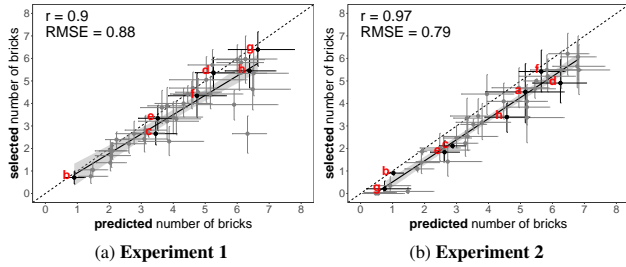 r = 0.9
RMSE = 0.88
selected number of bricks
8
7
6
5
4
3
2
1
0
g
d
f
e
c
b
0 1 2 3 4 5 6 7 8
predicted number of bricks
(a) Experiment 1
r = 0.97
RMSE = 0.79
selected number of bricks
8
7
6
5
4
3
2
1
0
f
d
a
h
c
e
b
g
0 1 2 3 4 5 6 7 8
predicted number of bricks
(b) Experiment 2